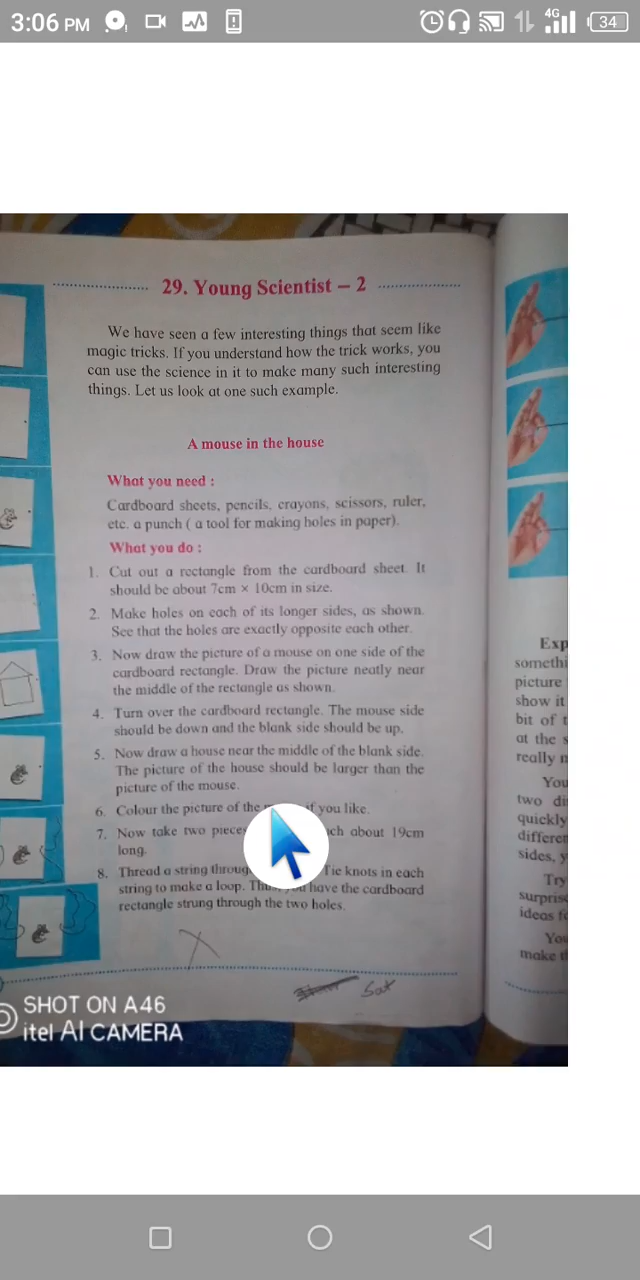 3:06 PM
4G
34
29. Young Scientist – 2
We have seen a few interesting things that seem like
magic tricks. If you understand how the trick works, you
can use the science in it to make many such interesting
things. Let us look at one such example.
A mouse in the house
What you need :
Cardboard sheets, pencils, crayons, scissors, ruler,
etc. a punch ( a tool for making holes in paper).
What you do :
1. Cut out a rectangle from the cardboard sheet. It
should be about 7cm × 10cm in size.
2. Make holes on each of its longer sides, as shown.
See that the holes are exactly opposite each other.
3. Now draw the picture of a mouse on one side of the
cardboard rectangle. Draw the picture neatly near
the middle of the rectangle as shown.
4. Turn over the cardboard rectangle. The mouse side
should be down and the blank side should be up.
5. Now draw a house near the middle of the blank side.
The picture of the house should be larger than the
picture of the mouse.
6. Colour the picture of the if you like.
7. Now take two pieces about 19cm
long.
8. Thread a string Tie knots in each
string to make a loop. you have the cardboard
rectangle strung through the two holes.
Sat
Exp
somethi
picture
show it
bit of t
at the s
really n
You
two di
quickly
differen
sides, y
Try
surprise
ideas fo
You
make th
SHOT ON A46
itel AI CAMERA